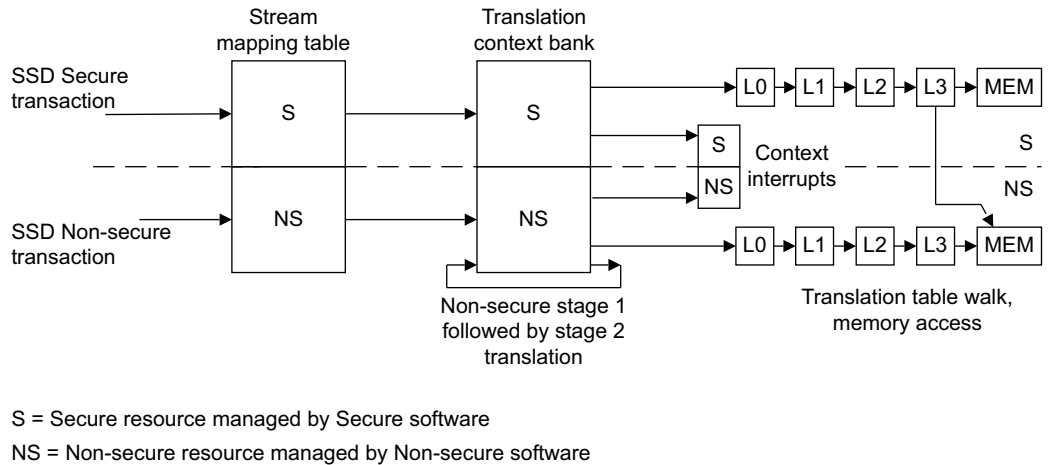 Stream
mapping table
Translation
context bank
SSD Secure
transaction
S
S
L0 L1 L2 L3 MEM
S
NS
Context
interrupts
S
NS
SSD Non-secure
transaction
NS
NS
L0 L1 L2 L3 MEM
Non-secure stage 1
followed by stage 2
translation
Translation table walk,
memory access
S = Secure resource managed by Secure software
NS = Non-secure resource managed by Non-secure software